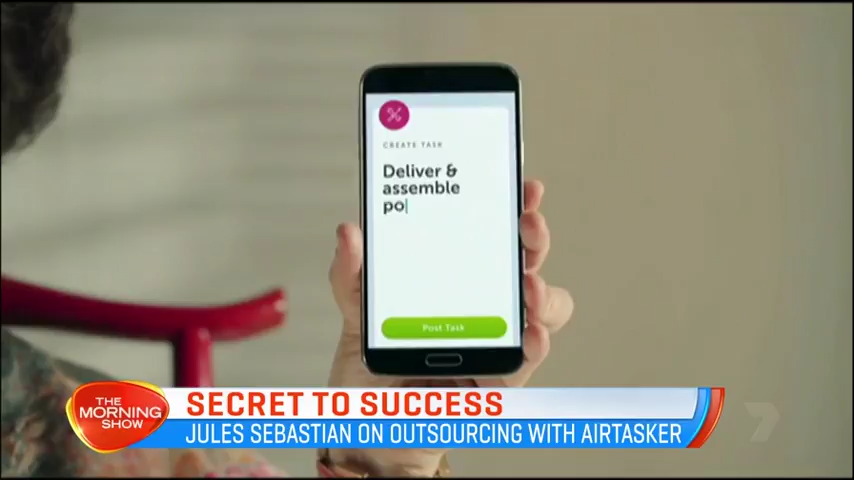 CREATE TASK
Deliver &
assemble
po
Post Task
THE
MORNING
SHOW
SECRET TO SUCCESS
JULES SEBASTIAN ON OUTSOURCING WITH AIRTASKER
7